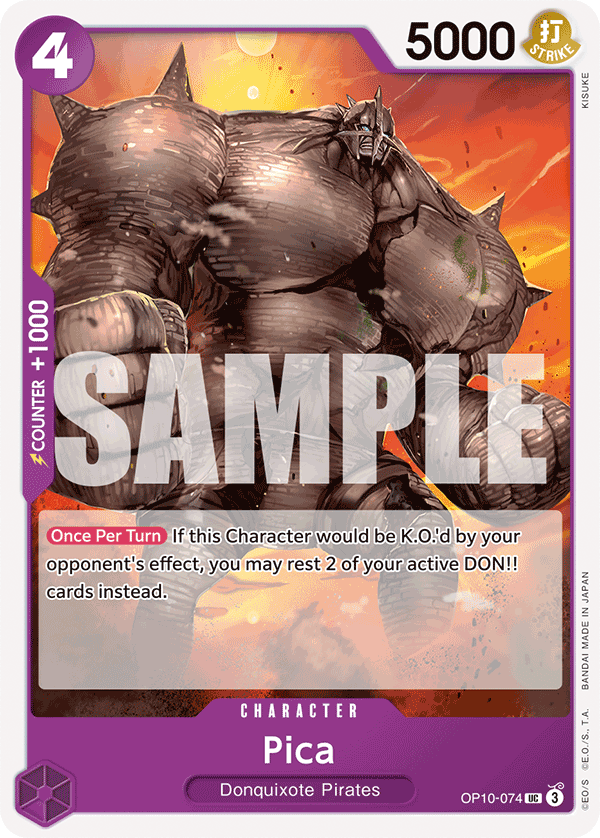 4
5000
打
STRIKE
KISUKE
COUNTER +1000
SAMPLE
Once Per Turn If this Character would be K.O.'d by your
opponent's effect, you may rest 2 of your active DON!!
cards instead.
CHARACTER
Pica
Donquixote Pirates
OP10-074 UC 3
©EO/S ©E.O./S., T.A. BANDAI MADE IN JAPAN